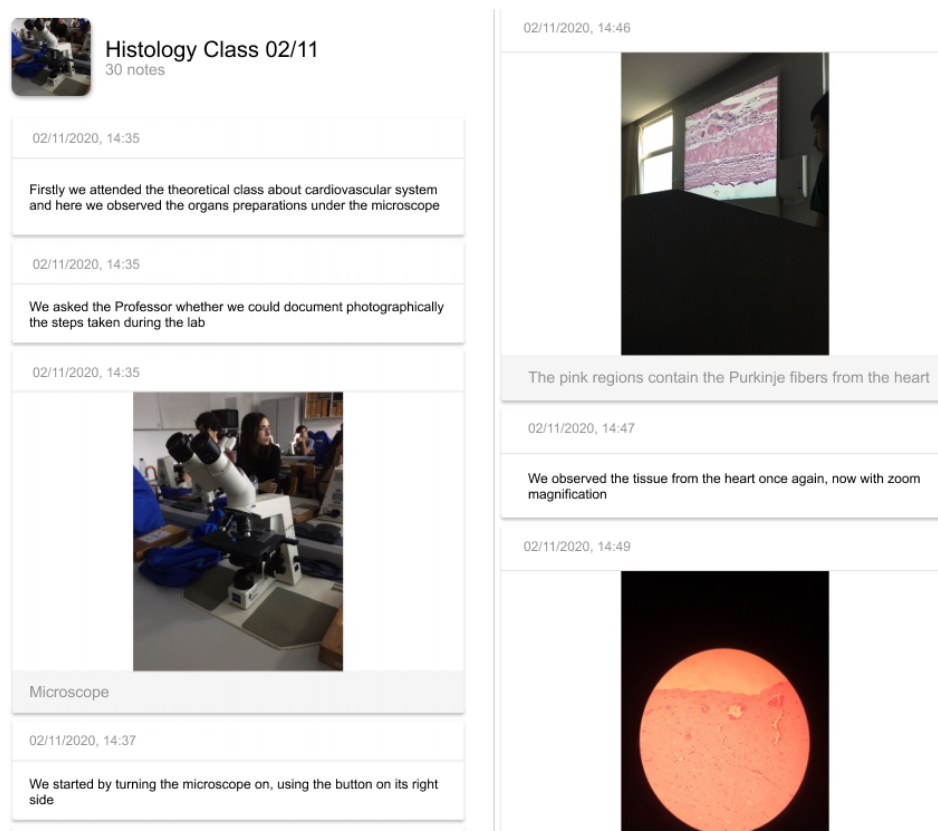 Histology Class 02/11
30 notes
02/11/2020, 14:35
Firstly we attended the theoretical class about cardiovascular system
and here we observed the organs preparations under the microscope
02/11/2020, 14:35
We asked the Professor whether we could document photographically
the steps taken during the lab
02/11/2020, 14:35
Microscope
02/11/2020, 14:37
We started by turning the microscope on, using the button on its right
side
02/11/2020, 14:46
The pink regions contain the Purkinje fibers from the heart
02/11/2020, 14:47
We observed the tissue from the heart once again, now with zoom
magnification
02/11/2020, 14:49